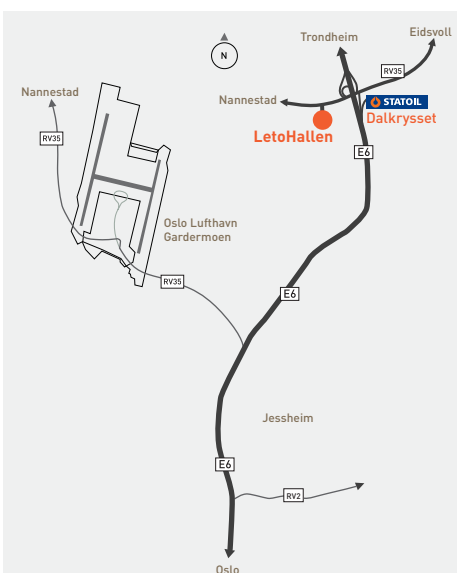 Eidsvoll
Trondheim
N
RV35
Nannestad
Nannestad
STATOIL
Dalkrysset
LetoHallen
RV35
E6
Oslo Lufthavn
Gardermoen
RV35
E6
Jessheim
E6
RV2
Oslo